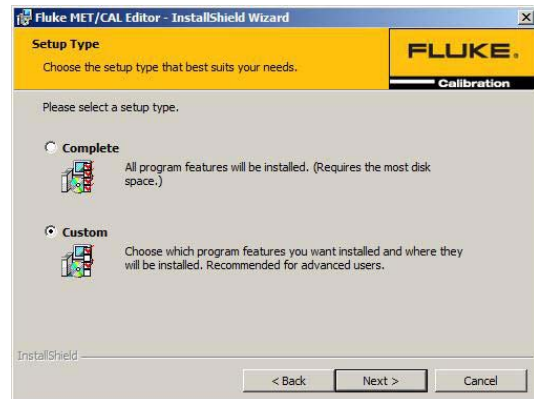 Fluke MET/CAL Editor - InstallShield Wizard
Setup Type
Choose the setup type that best suits your needs.
FLUKE®
Calibration
Please select a setup type.
Complete
All program features will be installed. (Requires the most disk
space.)
Custom
Choose which program features you want installed and where they
will be installed. Recommended for advanced users.
InstallShield
< Back
Next >
Cancel